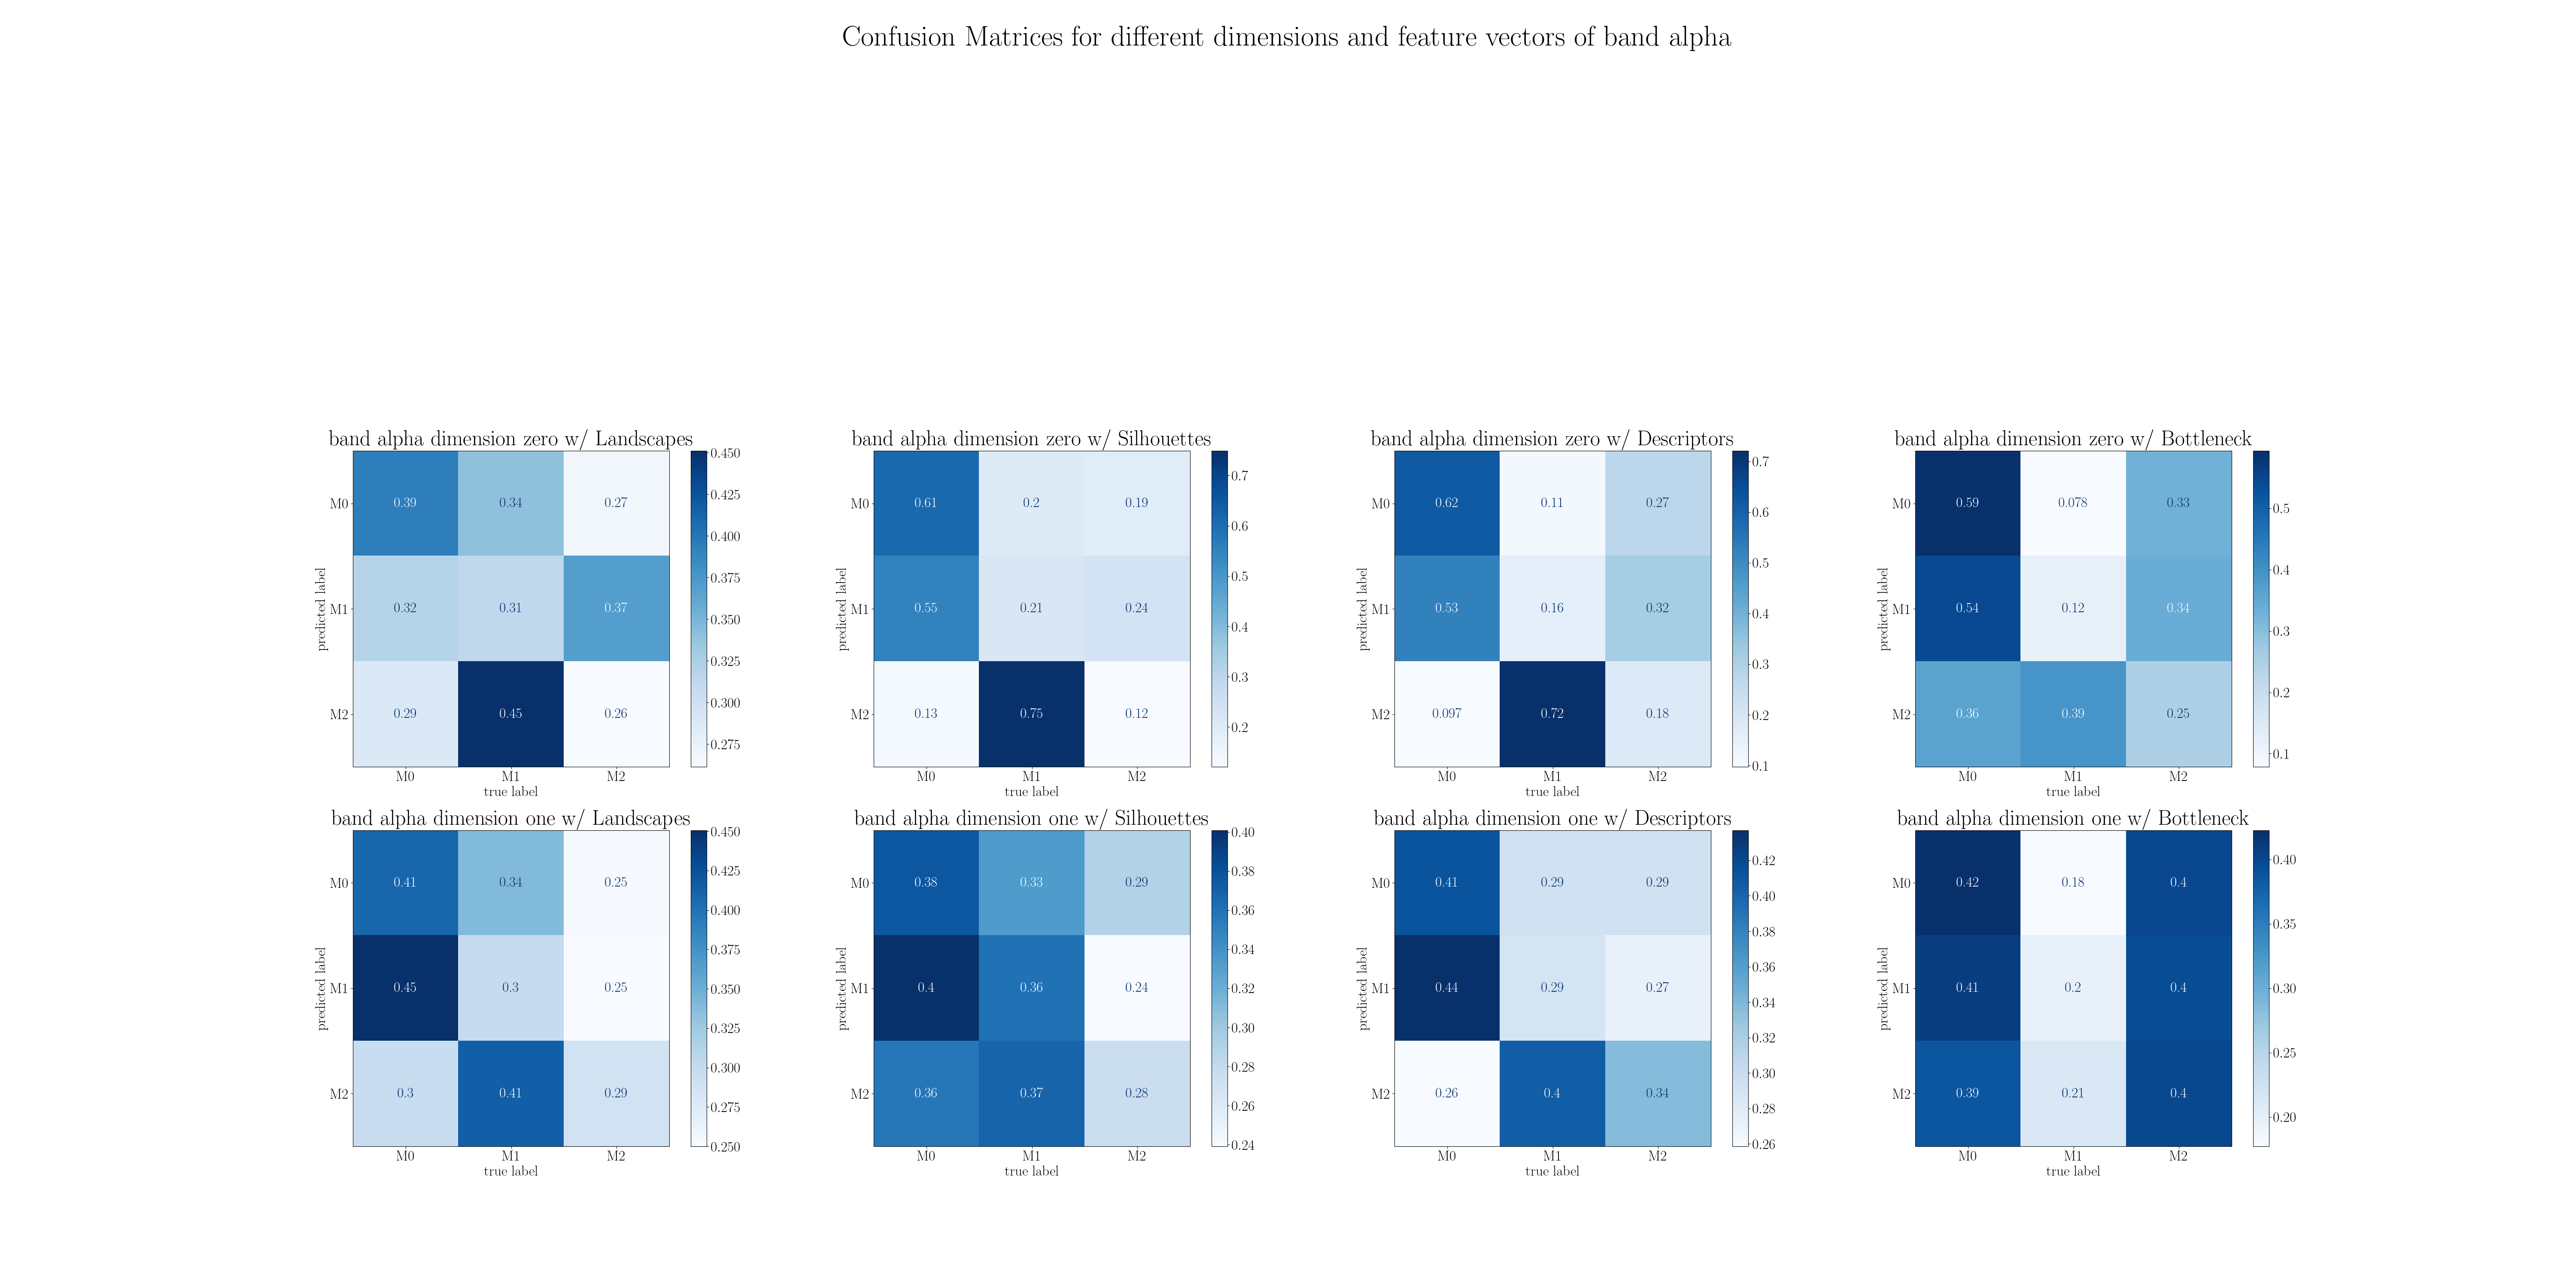 Confusion Matrices for different dimensions and feature vectors of band alpha
band alpha dimension zero w/ Landscapes
predicted label
M0 0.39 0.34 0.27
M1 0.32 0.31 0.37
M2 0.29 0.45 0.26
M0 M1 M2
true label
0.450
0.425
0.400
0.375
0.350
0.325
0.300
0.275
band alpha dimension zero w/ Silhouettes
predicted label
M0 0.61 0.2 0.19
M1 0.55 0.21 0.24
M2 0.13 0.75 0.12
M0 M1 M2
true label
0.7
0.6
0.5
0.4
0.3
0.2
band alpha dimension zero w/ Descriptors
predicted label
M0 0.62 0.11 0.27
M1 0.53 0.16 0.32
M2 0.097 0.72 0.18
M0 M1 M2
true label
0.7
0.6
0.5
0.4
0.3
0.2
0.1
band alpha dimension zero w/ Bottleneck
predicted label
M0 0.59 0.078 0.33
M1 0.54 0.12 0.34
M2 0.36 0.39 0.25
M0 M1 M2
true label
0.5
0.4
0.3
0.2
0.1
band alpha dimension one w/ Landscapes
predicted label
M0 0.41 0.34 0.25
M1 0.45 0.3 0.25
M2 0.3 0.41 0.29
M0 M1 M2
true label
0.450
0.425
0.400
0.375
0.350
0.325
0.300
0.275
0.250
band alpha dimension one w/ Silhouettes
predicted label
M0 0.38 0.33 0.29
M1 0.4 0.36 0.24
M2 0.36 0.37 0.28
M0 M1 M2
true label
0.40
0.38
0.36
0.34
0.32
0.30
0.28
0.26
0.24
band alpha dimension one w/ Descriptors
predicted label
M0 0.41 0.29 0.29
M1 0.44 0.29 0.27
M2 0.26 0.4 0.34
M0 M1 M2
true label
0.42
0.40
0.38
0.36
0.34
0.32
0.30
0.28
0.26
band alpha dimension one w/ Bottleneck
predicted label
M0 0.42 0.18 0.4
M1 0.41 0.2 0.4
M2 0.39 0.21 0.4
M0 M1 M2
true label
0.40
0.35
0.30
0.25
0.20